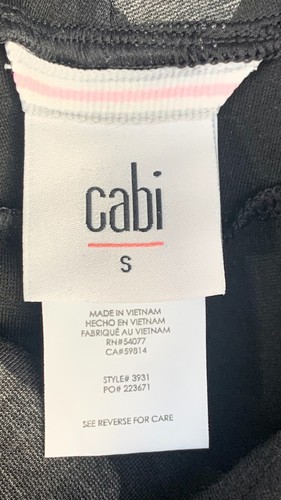 cabi
S
MADE IN VIETNAM
HECHO EN VIETNAM
FABRIQUÉ AU VIETNAM
RN#54077
CA#59814
STYLE# 3931
PO# 223671
SEE REVERSE FOR CARE